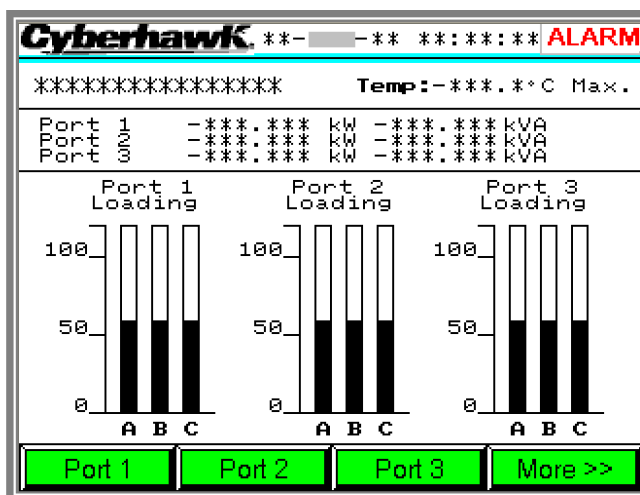 CyberhawK. **- -** **:**:** ALARM
**************** Temp:-***.*°C Max.
Port 1 -***.*** kW -***.*** kVA
Port 2 -***.*** kW -***.*** kVA
Port 3 -***.*** kW -***.*** kVA
Port 1 Port 2 Port 3
Loading Loading Loading
100 100 100
50 50 50
0 0 0
A B C A B C A B C
Port 1 Port 2 Port 3 More >>